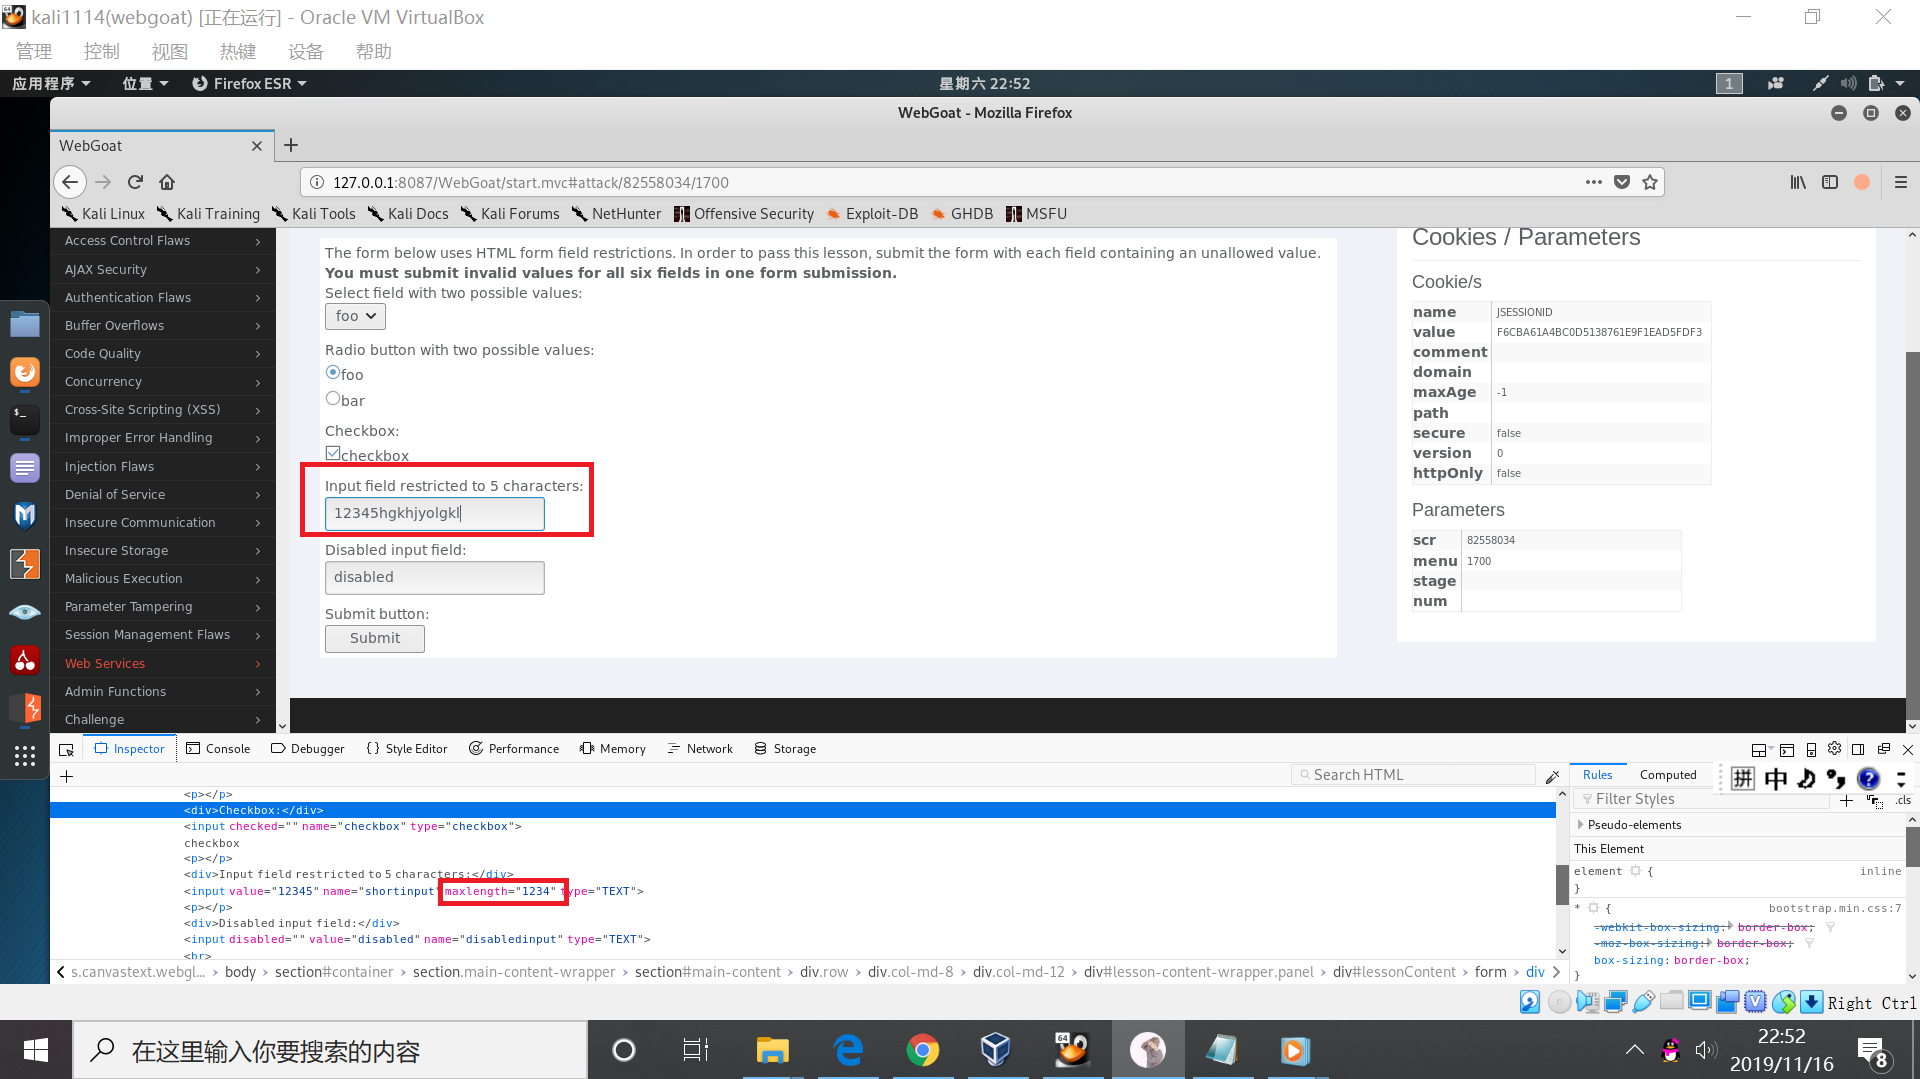 kali1114(webgoat) [正在运行] - Oracle VM VirtualBox
管理 控制 视图 热键 设备 帮助
应用程序 位置 Firefox ESR 星期六 22:52 1
WebGoat - Mozilla Firefox
WebGoat
127.0.0.1:8087/WebGoat/start.mvc#attack/82558034/1700
Kali Linux Kali Training Kali Tools Kali Docs Kali Forums NetHunter Offensive Security Exploit-DB GHDB MSFU
Access Control Flaws
AJAX Security
Authentication Flaws
Buffer Overflows
Code Quality
Concurrency
Cross-Site Scripting (XSS)
Improper Error Handling
Injection Flaws
Denial of Service
Insecure Communication
Insecure Storage
Malicious Execution
Parameter Tampering
Session Management Flaws
Web Services
Admin Functions
Challenge
The form below uses HTML form field restrictions. In order to pass this lesson, submit the form with each field containing an unallowed value.
You must submit invalid values for all six fields in one form submission.
Select field with two possible values:
foo
Radio button with two possible values:
foo
bar
Checkbox:
checkbox
Input field restricted to 5 characters:
12345hgkhjyolgkl
Disabled input field:
disabled
Submit button:
Submit
Cookies / Parameters
Cookie/s
name JSESSIONID
value F6CBA61A4BC0D5138761E9F1EAD5FDF3
comment
domain
maxAge -1
path
secure false
version 0
httpOnly false
Parameters
scr 82558034
menu 1700
stage
num
Inspector Console Debugger {} Style Editor Performance Memory Network Storage
+ Search HTML
<p></p>
<div>Checkbox:</div>
<input checked="" name="checkbox" type="checkbox">
checkbox
<p></p>
<div>Input field restricted to 5 characters:</div>
<input value="12345" name="shortinput" maxlength="1234" type="TEXT">
<p></p>
<div>Disabled input field:</div>
<input disabled="" value="disabled" name="disabledinput" type="TEXT">
<br>
s.canvastext.webgl... body section#container section.main-content-wrapper section#main-content div.row div.col-md-8 div.col-md-12 div#lesson-content-wrapper.panel div#lessonContent form div
Rules Computed 拼 中
Filter Styles + .cls
Pseudo-elements
This Element
element { inline
}
* { bootstrap.min.css:7
-webkit-box-sizing: border-box;
-moz-box-sizing: border-box;
box-sizing: border-box;
}
Right Ctrl
在这里输入你要搜索的内容
64
22:52
2019/11/16
8